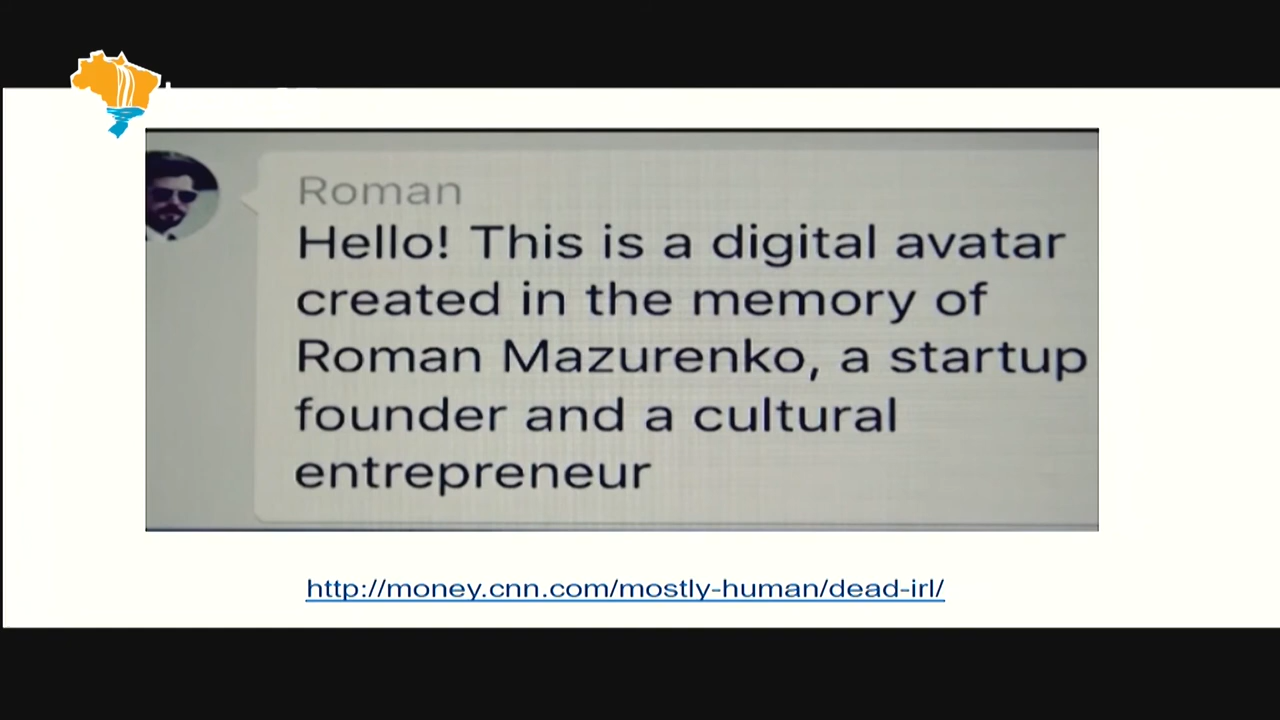 Roman
Hello! This is a digital avatar
created in the memory of
Roman Mazurenko, a startup
founder and a cultural
entrepreneur
http://money.cnn.com/mostly-human/dead-irl/